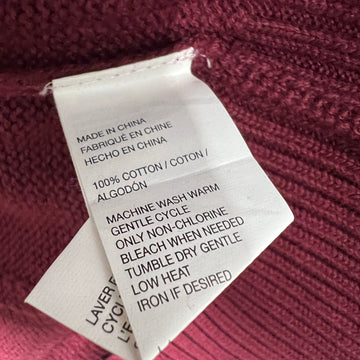 MADE IN CHINA
FABRIQUÉ EN CHINE
HECHO EN CHINA
100% COTTON / COTON /
ALGODÓN
MACHINE WASH WARM
GENTLE CYCLE
ONLY NON-CHLORINE
BLEACH WHEN NEEDED
TUMBLE DRY GENTLE
LOW HEAT
IRON IF DESIRED
LAVER